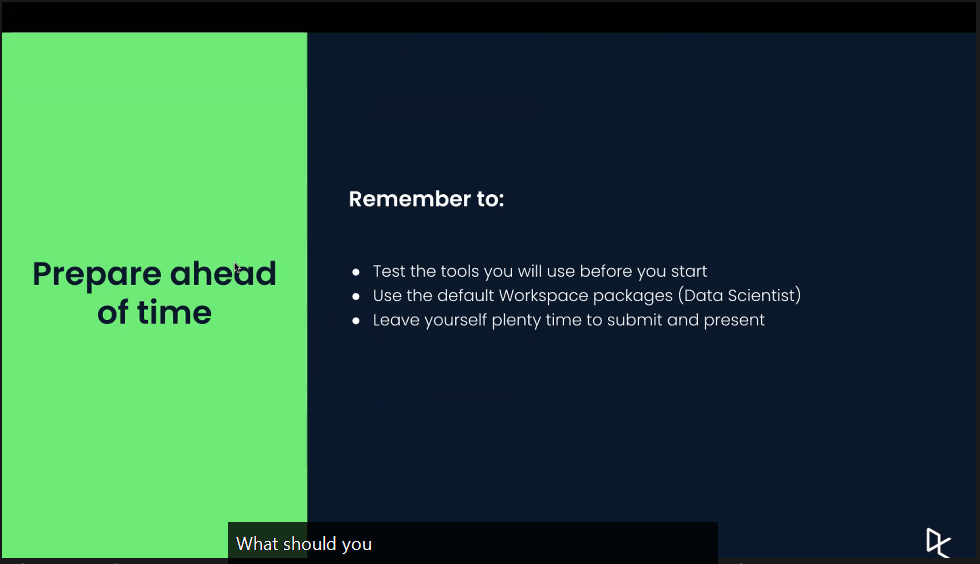 Prepare ahead
of time
Remember to:
● Test the tools you will use before you start
● Use the default Workspace packages (Data Scientist)
● Leave yourself plenty time to submit and present
What should you